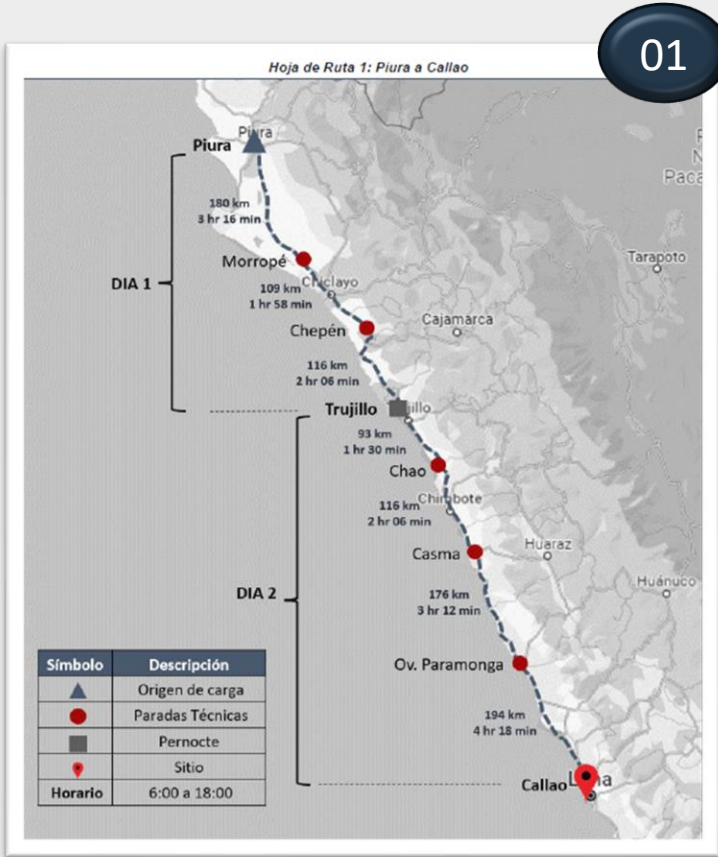 01
Hoja de Ruta 1: Piura a Callao
Piura
Piura
180 km
3 hr 16 min
Morropé
Chiclayo
Tarapoto
DIA 1
109 km
1 hr 58 min
Chepén
Cajamarca
116 km
2 hr 06 min
Trujillo
jillo
93 km
1 hr 30 min
Chao
Chimbote
116 km
2 hr 06 min
Casma
Huaraz
Huánuco
DIA 2
176 km
3 hr 12 min
Ov. Paramonga
194 km
4 hr 18 min
Callao
Símbolo Descripción
Origen de carga
Paradas Técnicas
Pernocte
Sitio
Horario 6:00 a 18:00